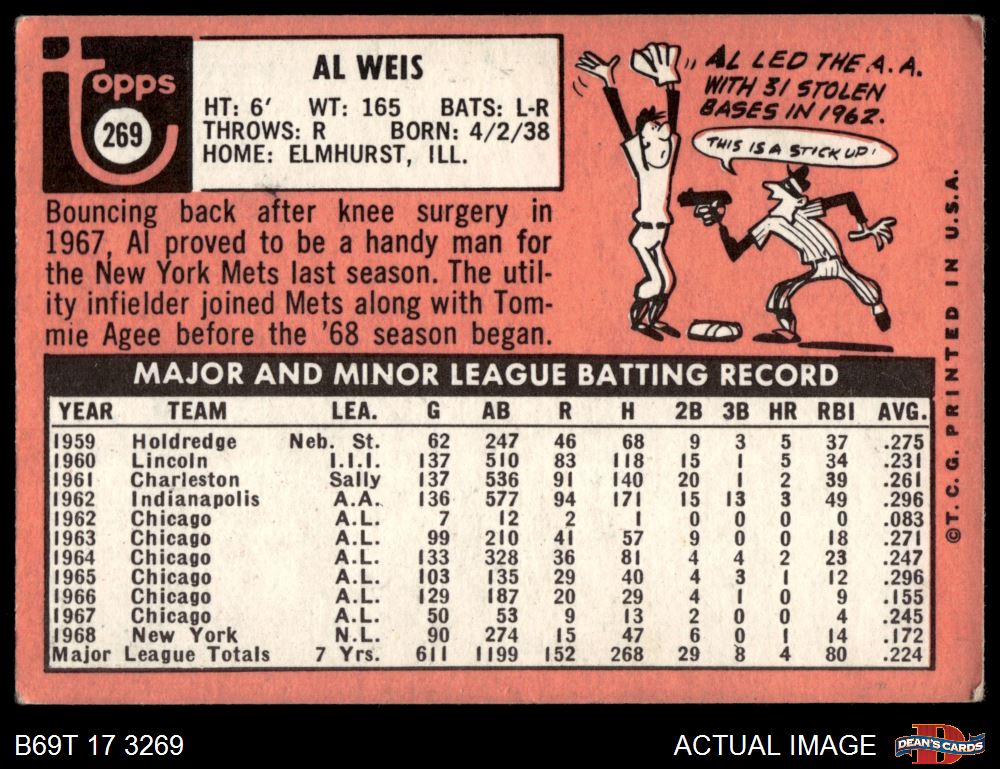 Topps
269
AL WEIS
HT: 6' WT: 165 BATS: L-R
THROWS: R BORN: 4/2/38
HOME: ELMHURST, ILL.
AL LED THE A.A.
WITH 31 STOLEN
BASES IN 1962.
THIS IS A STICK UP!
Bouncing back after knee surgery in
1967, Al proved to be a handy man for
the New York Mets last season. The util-
ity infielder joined Mets along with Tom-
mie Agee before the '68 season began.
MAJOR AND MINOR LEAGUE BATTING RECORD
YEAR TEAM LEA. G AB R H 2B 3B HR RBI AVG.
1959 Holdredge Neb. St. 62 247 46 68 9 3 5 37 .275
1960 Lincoln I.I.I. 137 510 83 118 15 1 5 34 .231
1961 Charleston Sally 137 536 91 140 20 1 2 39 .261
1962 Indianapolis A.A. 136 577 94 171 15 13 3 49 .296
1962 Chicago A.L. 7 12 2 1 0 0 0 0 .083
1963 Chicago A.L. 99 210 41 57 9 0 0 18 .271
1964 Chicago A.L. 133 328 36 81 4 4 2 23 .247
1965 Chicago A.L. 103 135 29 40 4 3 1 12 .296
1966 Chicago A.L. 129 187 20 29 4 1 0 9 .155
1967 Chicago A.L. 50 53 9 13 2 0 0 4 .245
1968 New York N.L. 90 274 15 47 6 0 1 14 .172
Major League Totals 7 Yrs. 611 1199 152 268 29 8 4 80 .224
© T. C. G. PRINTED IN U.S.A.
B69T 17 3269
ACTUAL IMAGE
D
DEAN'S CARDS